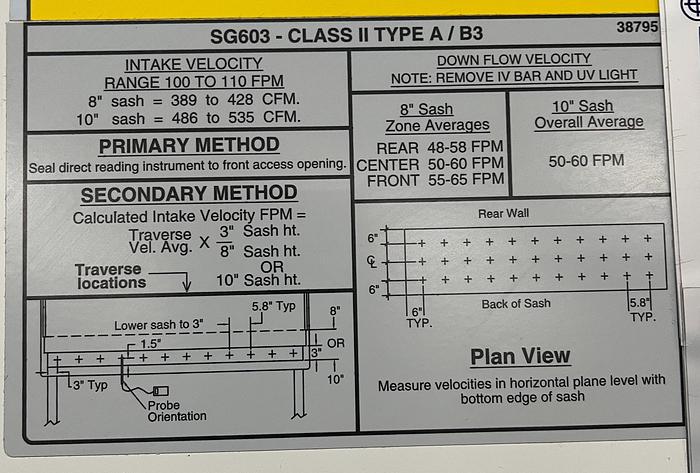 SG603 - CLASS II TYPE A / B3
38795
INTAKE VELOCITY
RANGE 100 TO 110 FPM
8" sash = 389 to 428 CFM.
10" sash = 486 to 535 CFM.
PRIMARY METHOD
Seal direct reading instrument to front access opening.
SECONDARY METHOD
Calculated Intake Velocity FPM =
Traverse
Vel. Avg. X 3" Sash ht.
8" Sash ht.
OR
10" Sash ht.
Traverse
locations
5.8" Typ
8"
Lower sash to 3"
1.5"
OR
3"
10"
3" Typ
Probe
Orientation
DOWN FLOW VELOCITY
NOTE: REMOVE IV BAR AND UV LIGHT
8" Sash
Zone Averages
REAR 48-58 FPM
CENTER 50-60 FPM
FRONT 55-65 FPM
10" Sash
Overall Average
50-60 FPM
Rear Wall
6"
℄
6"
Back of Sash
6"
TYP.
5.8"
TYP.
Plan View
Measure velocities in horizontal plane level with
bottom edge of sash